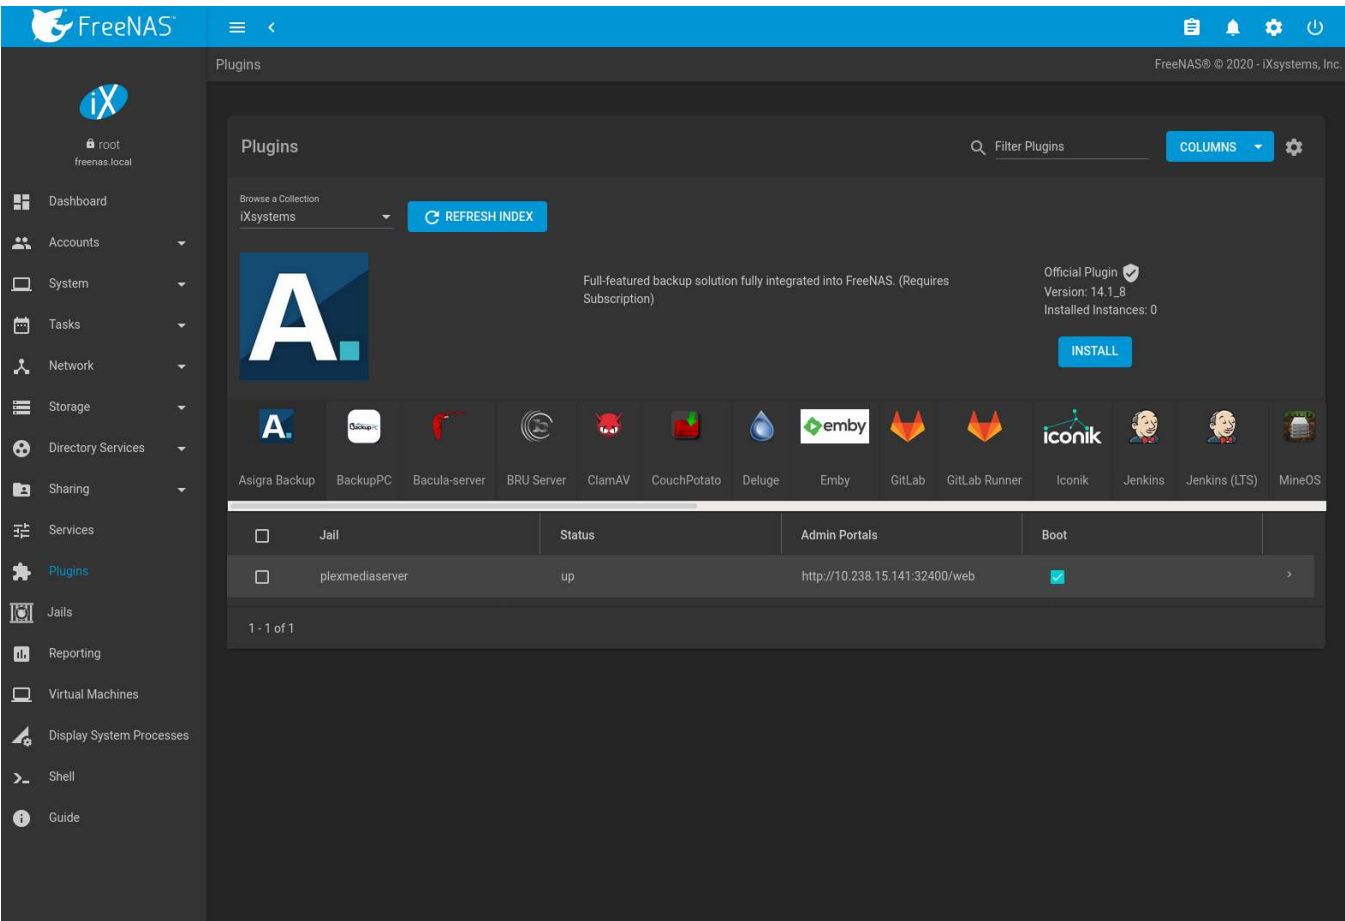 FreeNAS
Plugins
FreeNAS® © 2020 - iXsystems, Inc.
iX
root
freenas.local
Dashboard
Accounts
System
Tasks
Network
Storage
Directory Services
Sharing
Services
Plugins
Jails
Reporting
Virtual Machines
Display System Processes
Shell
Guide
Plugins
Filter Plugins
COLUMNS
Browse a Collection
iXsystems
REFRESH INDEX
A.
Full-featured backup solution fully integrated into FreeNAS. (Requires
Subscription)
Official Plugin
Version: 14.1_8
Installed Instances: 0
INSTALL
A.
BackupPC
emby
iconik
Asigra Backup
BackupPC
Bacula-server
BRU Server
ClamAV
CouchPotato
Deluge
Emby
GitLab
GitLab Runner
Iconik
Jenkins
Jenkins (LTS)
MineOS
Jail Status Admin Portals Boot
plexmediaserver up http://10.238.15.141:32400/web
1 - 1 of 1